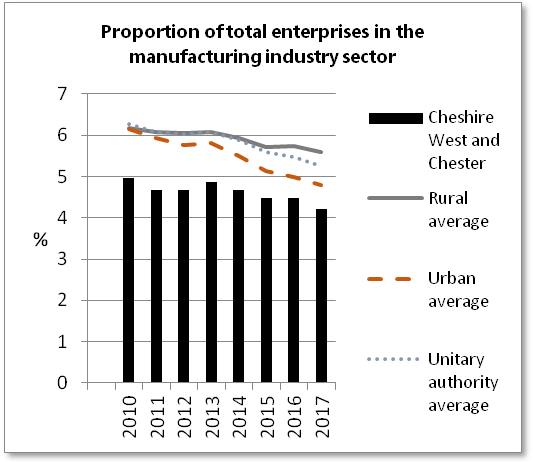 Proportion of total enterprises in the
manufacturing industry sector
7
6
5
4
3
2
1
0
%
2010
2011
2012
2013
2014
2015
2016
2017
Cheshire
West and
Chester
Rural
average
Urban
average
Unitary
authority
average